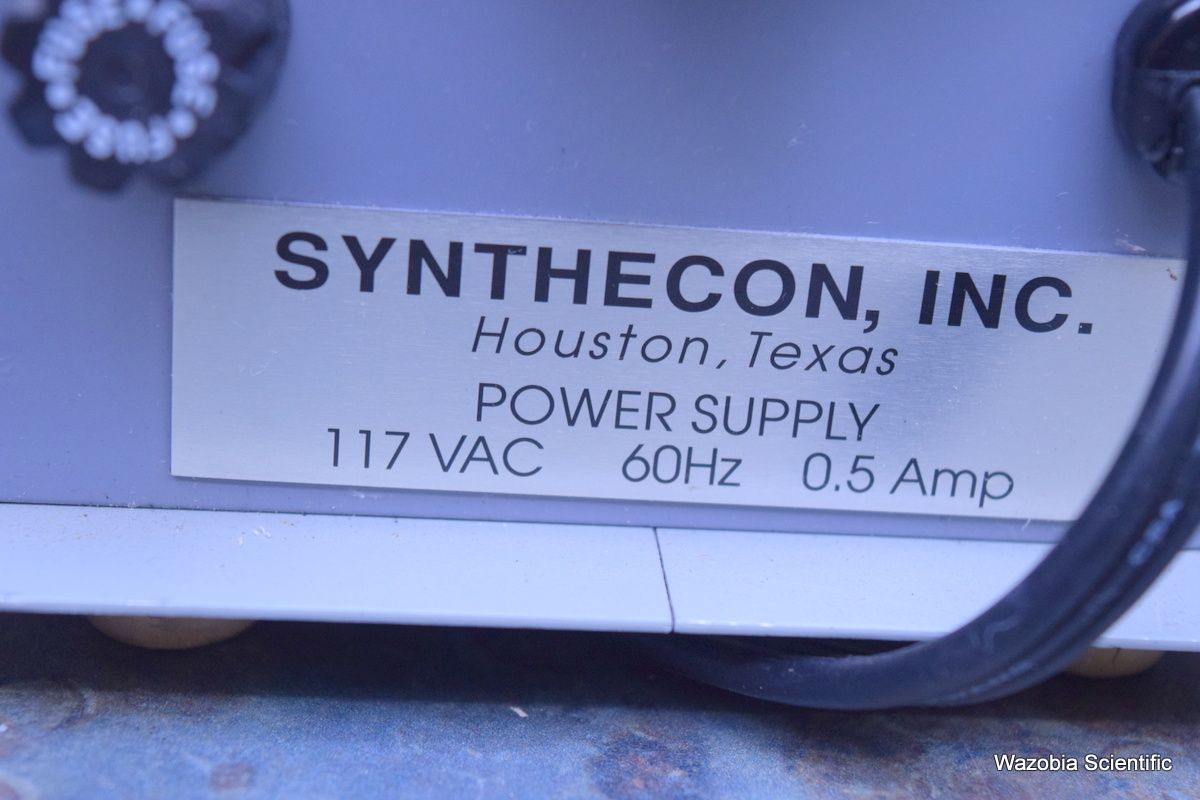 SYNTHECON, INC.
Houston, Texas
POWER SUPPLY
117 VAC 60Hz 0.5 Amp
Wazobia Scientific